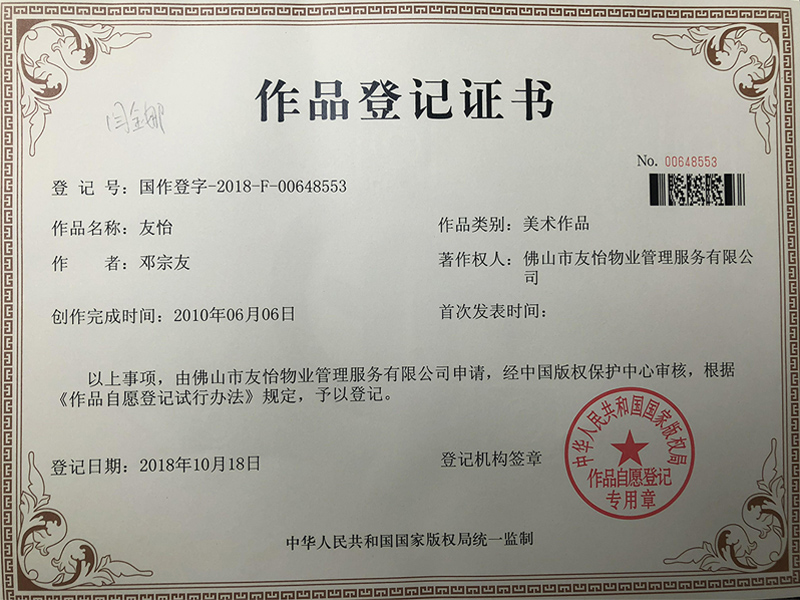 作品登记证书
No. 00648553
登 记 号：国作登字-2018-F-00648553
作品名称：友怡
作品类别：美术作品
作 者：邓宗友
著作权人：佛山市友怡物业管理服务有限公
司
创作完成时间：2010年06月06日
首次发表时间：
以上事项，由佛山市友怡物业管理服务有限公司申请，经中国版权保护中心审核，根据
《作品自愿登记试行办法》规定，予以登记。
登记日期：2018年10月18日
登记机构签章
中华人民共和国国家版权局
作品自愿登记
专用章
中华人民共和国国家版权局统一监制